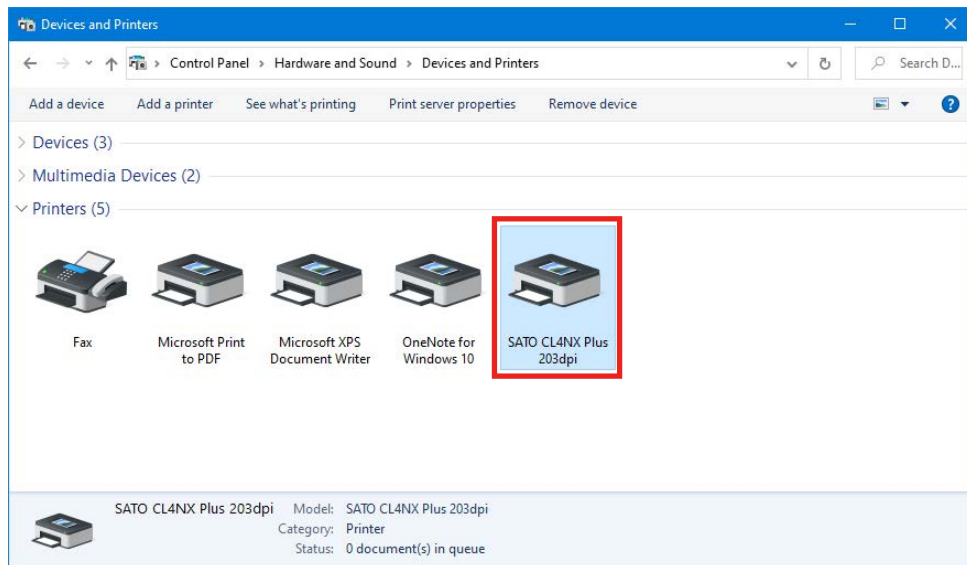 Devices and Printers
Control Panel > Hardware and Sound > Devices and Printers
Search D...
Add a device Add a printer See what's printing Print server properties Remove device
Devices (3)
Multimedia Devices (2)
Printers (5)
Fax
Microsoft Print
to PDF
Microsoft XPS
Document Writer
OneNote for
Windows 10
SATO CL4NX Plus
203dpi
SATO CL4NX Plus 203dpi Model: SATO CL4NX Plus 203dpi
Category: Printer
Status: 0 document(s) in queue